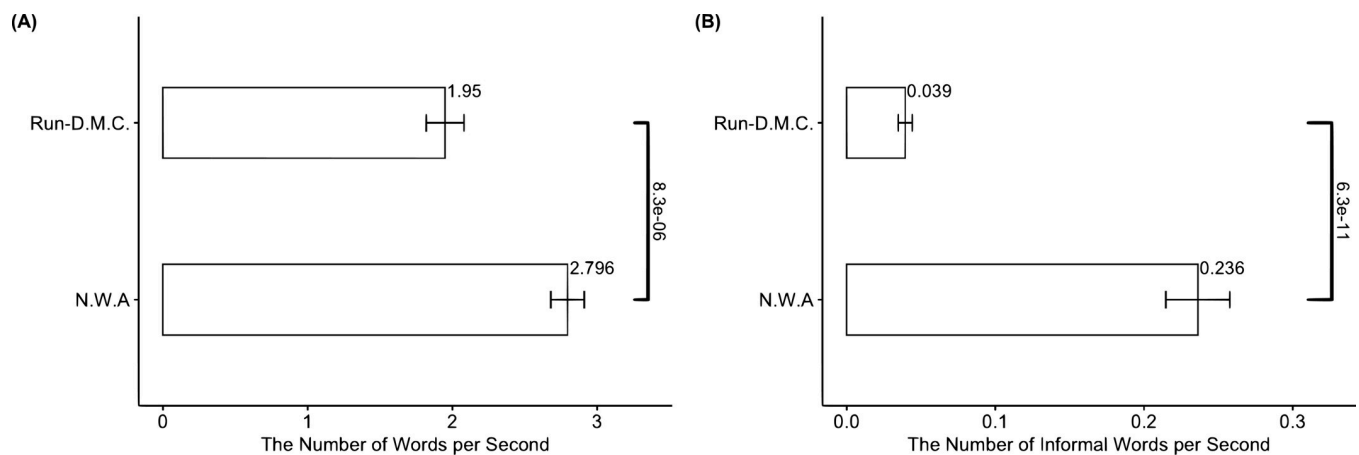 (A)
Run-D.M.C.
1.95
8.3e-06
N.W.A
2.796
0 1 2 3
The Number of Words per Second
(B)
Run-D.M.C.
0.039
6.3e-11
N.W.A
0.236
0.0 0.1 0.2 0.3
The Number of Informal Words per Second